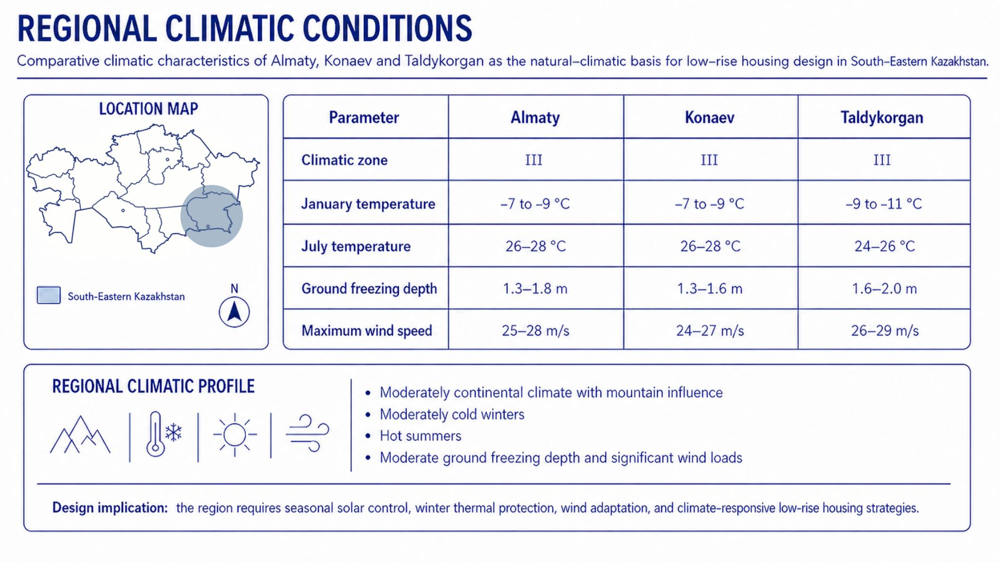 REGIONAL CLIMATIC CONDITIONS
Comparative climatic characteristics of Almaty, Konaev and Taldykorgan as the natural–climatic basis for low–rise housing design in South–Eastern Kazakhstan.
LOCATION MAP
South-Eastern Kazakhstan
N
Parameter Almaty Konaev Taldykorgan
Climatic zone III III III
January temperature –7 to –9 °C –7 to –9 °C –9 to –11 °C
July temperature 26–28 °C 26–28 °C 24–26 °C
Ground freezing depth 1.3–1.8 m 1.3–1.6 m 1.6–2.0 m
Maximum wind speed 25–28 m/s 24–27 m/s 26–29 m/s
REGIONAL CLIMATIC PROFILE
• Moderately continental climate with mountain influence
• Moderately cold winters
• Hot summers
• Moderate ground freezing depth and significant wind loads
Design implication: the region requires seasonal solar control, winter thermal protection, wind adaptation, and climate-responsive low-rise housing strategies.